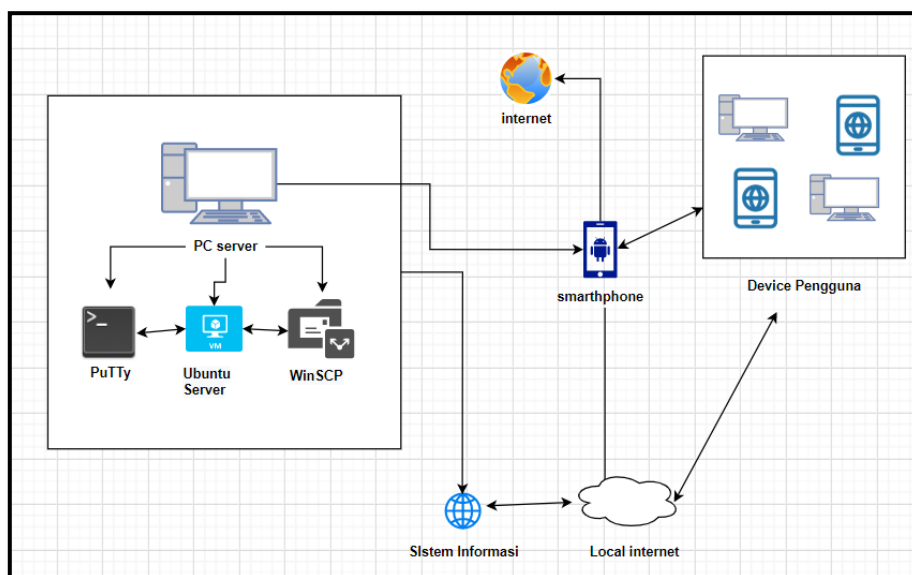 internet
PC server
smarthphone
Device Pengguna
>_
VM
PuTTy
Ubuntu
Server
WinSCP
SIstem Informasi
Local internet